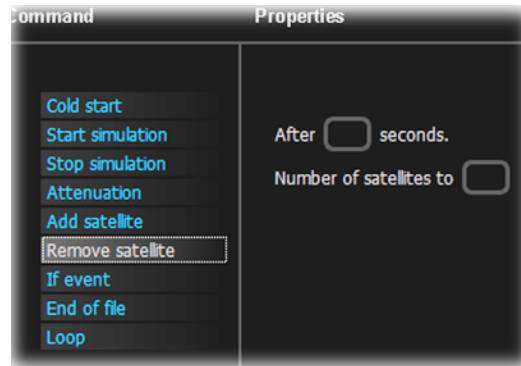 Command
Properties
Cold start
Start simulation
Stop simulation
Attenuation
Add satellite
Remove satellite
If event
End of file
Loop
After seconds.
Number of satellites to